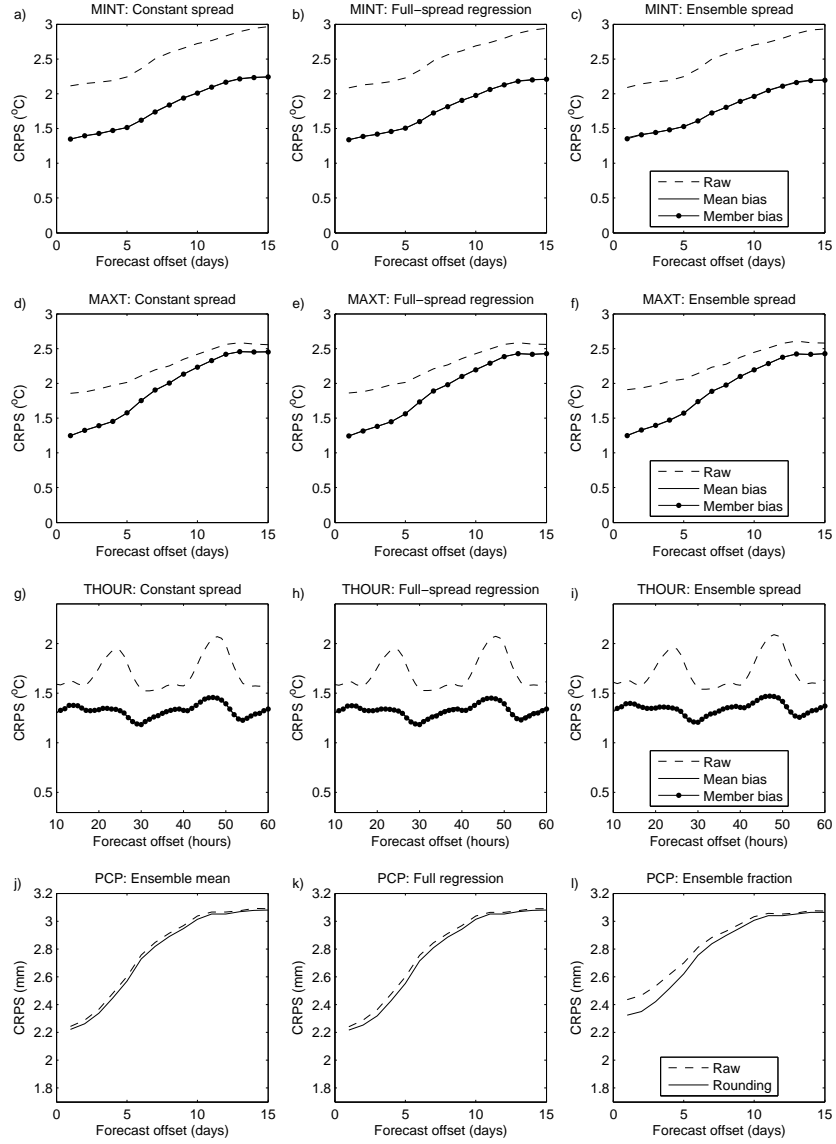 a) MINT: Constant spread
3
2.5
2
1.5
1
0.5
0
CRPS (°C)
0 5 10 15
Forecast offset (days)
b) MINT: Full-spread regression
3
2.5
2
1.5
1
0.5
0
CRPS (°C)
0 5 10 15
Forecast offset (days)
c) MINT: Ensemble spread
3
2.5
2
1.5
1
0.5
0
CRPS (°C)
Raw
Mean bias
Member bias
0 5 10 15
Forecast offset (days)
d) MAXT: Constant spread
3
2.5
2
1.5
1
0.5
0
CRPS (°C)
0 5 10 15
Forecast offset (days)
e) MAXT: Full-spread regression
3
2.5
2
1.5
1
0.5
0
CRPS (°C)
0 5 10 15
Forecast offset (days)
f) MAXT: Ensemble spread
3
2.5
2
1.5
1
0.5
0
CRPS (°C)
Raw
Mean bias
Member bias
0 5 10 15
Forecast offset (days)
g) THOUR: Constant spread
2
1.5
1
0.5
CRPS (°C)
10 20 30 40 50 60
Forecast offset (hours)
h) THOUR: Full-spread regression
2
1.5
1
0.5
CRPS (°C)
10 20 30 40 50 60
Forecast offset (hours)
i) THOUR: Ensemble spread
2
1.5
1
0.5
CRPS (°C)
Raw
Mean bias
Member bias
10 20 30 40 50 60
Forecast offset (hours)
j) PCP: Ensemble mean
3.2
3
2.8
2.6
2.4
2.2
2
1.8
CRPS (mm)
0 5 10 15
Forecast offset (days)
k) PCP: Full regression
3.2
3
2.8
2.6
2.4
2.2
2
1.8
CRPS (mm)
0 5 10 15
Forecast offset (days)
l) PCP: Ensemble fraction
3.2
3
2.8
2.6
2.4
2.2
2
1.8
CRPS (mm)
Raw
Rounding
0 5 10 15
Forecast offset (days)